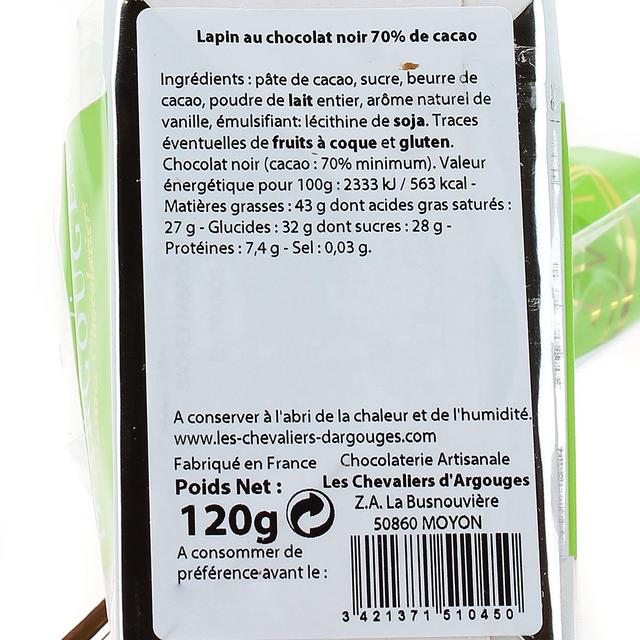 Lapin au chocolat noir 70% de cacao
Ingrédients : pâte de cacao, sucre, beurre de
cacao, poudre de lait entier, arôme naturel de
vanille, émulsifiant: lécithine de soja. Traces
éventuelles de fruits à coque et gluten.
Chocolat noir (cacao : 70% minimum). Valeur
énergétique pour 100g : 2333 kJ / 563 kcal -
Matières grasses : 43 g dont acides gras saturés :
27 g - Glucides : 32 g dont sucres : 28 g -
Protéines : 7,4 g - Sel : 0,03 g.
A conserver à l'abri de la chaleur et de l'humidité.
www.les-chevaliers-dargouges.com
Fabriqué en France
Chocolaterie Artisanale
Les Chevaliers d'Argouges
Z.A. La Busnouvière
50860 MOYON
Poids Net :
120g
A consommer de
préférence avant le :
3 421371 510450